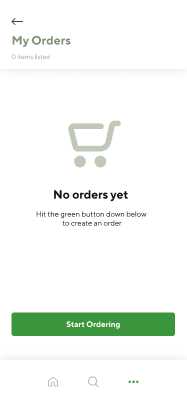 My Orders
0 items listed
No orders yet
Hit the green button down below
to create an order
Start Ordering